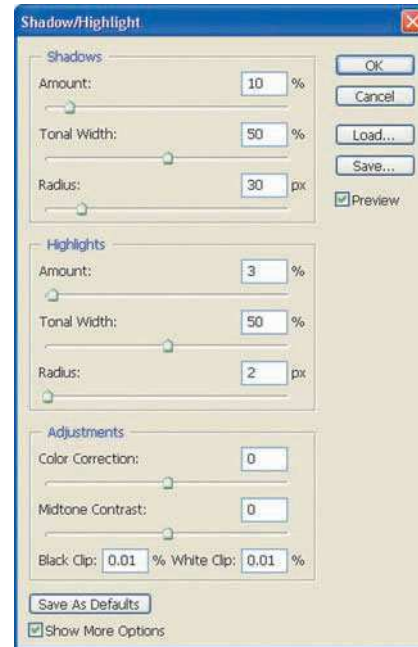 Shadow/Highlight
Shadows
Amount: 10 %
Tonal Width: 50 %
Radius: 30 px
Highlights
Amount: 3 %
Tonal Width: 50 %
Radius: 2 px
Adjustments
Color Correction: 0
Midtone Contrast: 0
Black Clip: 0.01 % White Clip: 0.01 %
Save As Defaults
Show More Options
OK
Cancel
Load...
Save...
Preview